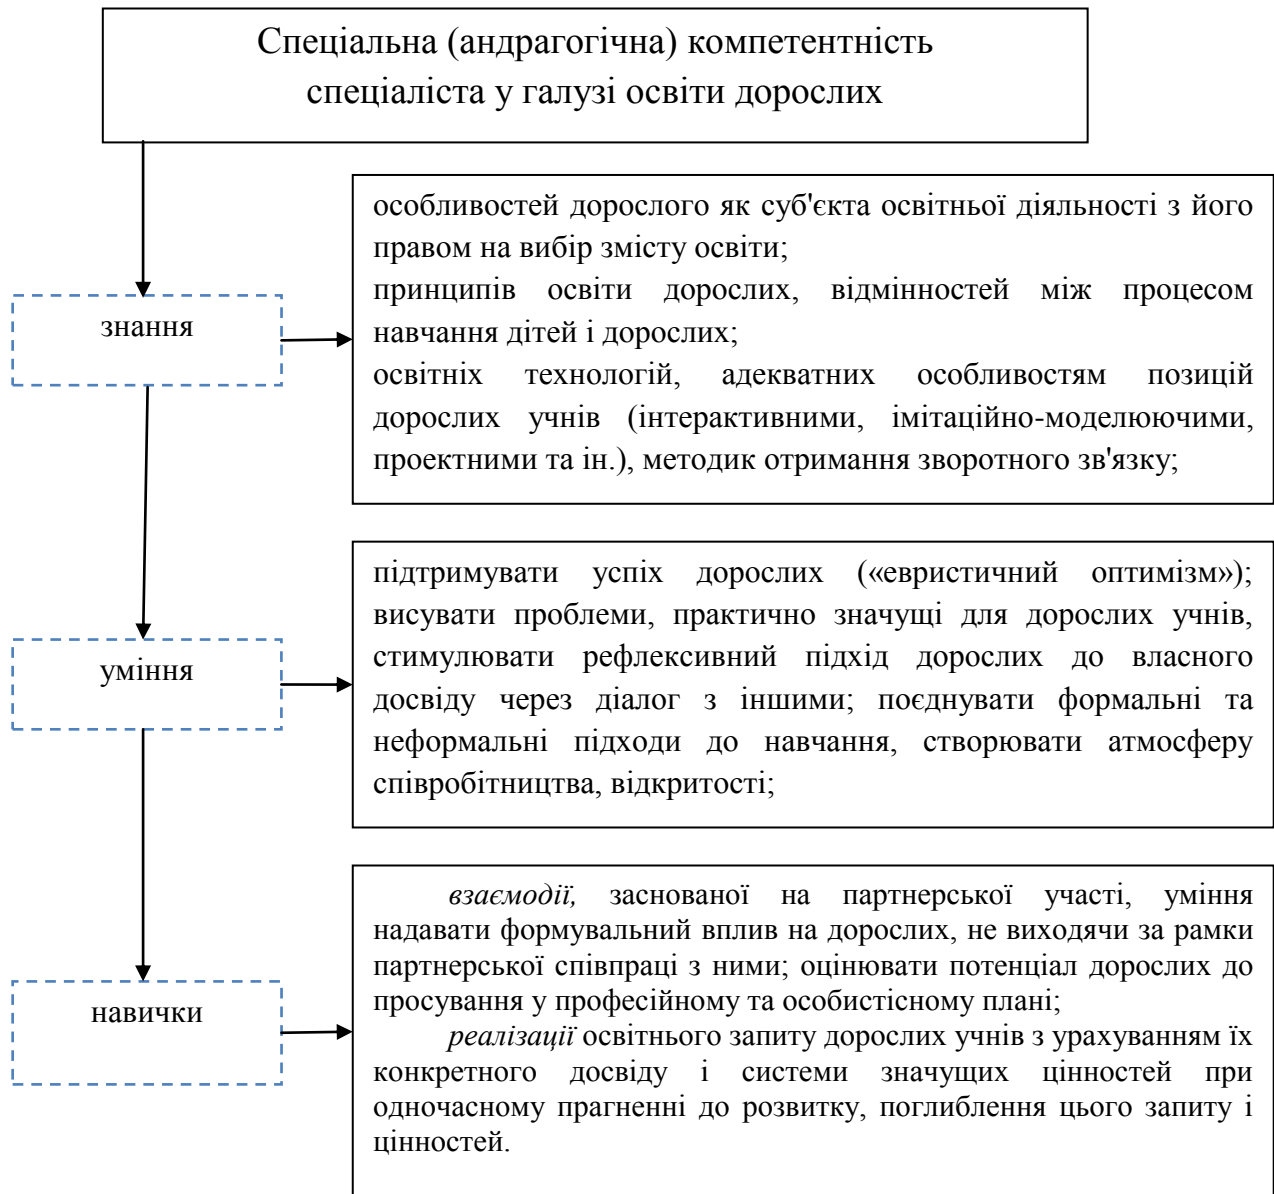 Спеціальна (андрагогічна) компетентність
спеціаліста у галузі освіти дорослих
особливостей дорослого як суб'єкта освітньої діяльності з його
правом на вибір змісту освіти;
принципів освіти дорослих, відмінностей між процесом
навчання дітей і дорослих;
освітніх технологій, адекватних особливостям позицій
дорослих учнів (інтерактивними, імітаційно-моделюючими,
проектними та ін.), методик отримання зворотного зв'язку;
знання
підтримувати успіх дорослих («евристичний оптимізм»);
висувати проблеми, практично значущі для дорослих учнів,
стимулювати рефлексивний підхід дорослих до власного
досвіду через діалог з іншими; поєднувати формальні та
неформальні підходи до навчання, створювати атмосферу
співробітництва, відкритості;
уміння
взаємодії, заснованої на партнерської участі, уміння
надавати формувальний вплив на дорослих, не виходячи за рамки
партнерської співпраці з ними; оцінювати потенціал дорослих до
просування у професійному та особистісному плані;
реалізації освітнього запиту дорослих учнів з урахуванням їх
конкретного досвіду і системи значущих цінностей при
одночасному прагненні до розвитку, поглиблення цього запиту і
цінностей.
навички